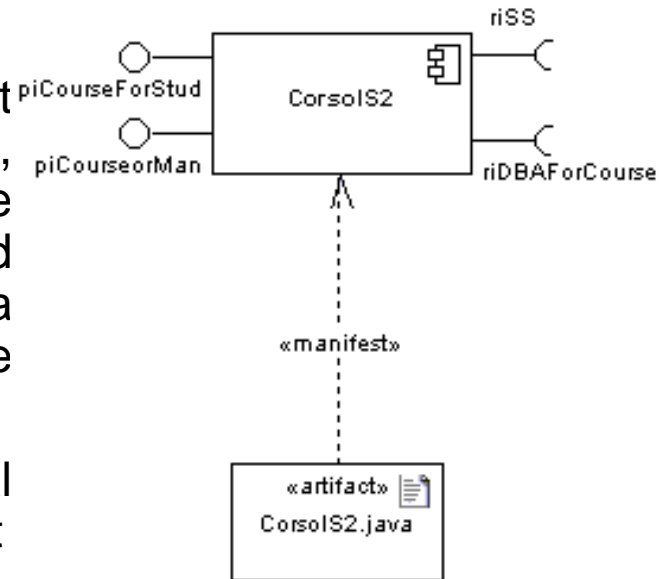 riSS
piCourseForStud
CorsoIS2
piCourseorMan
riDBAForCourse
«manifest»
«artifact»
CorsoIS2.java
t
,
e
d
a
e
l
t